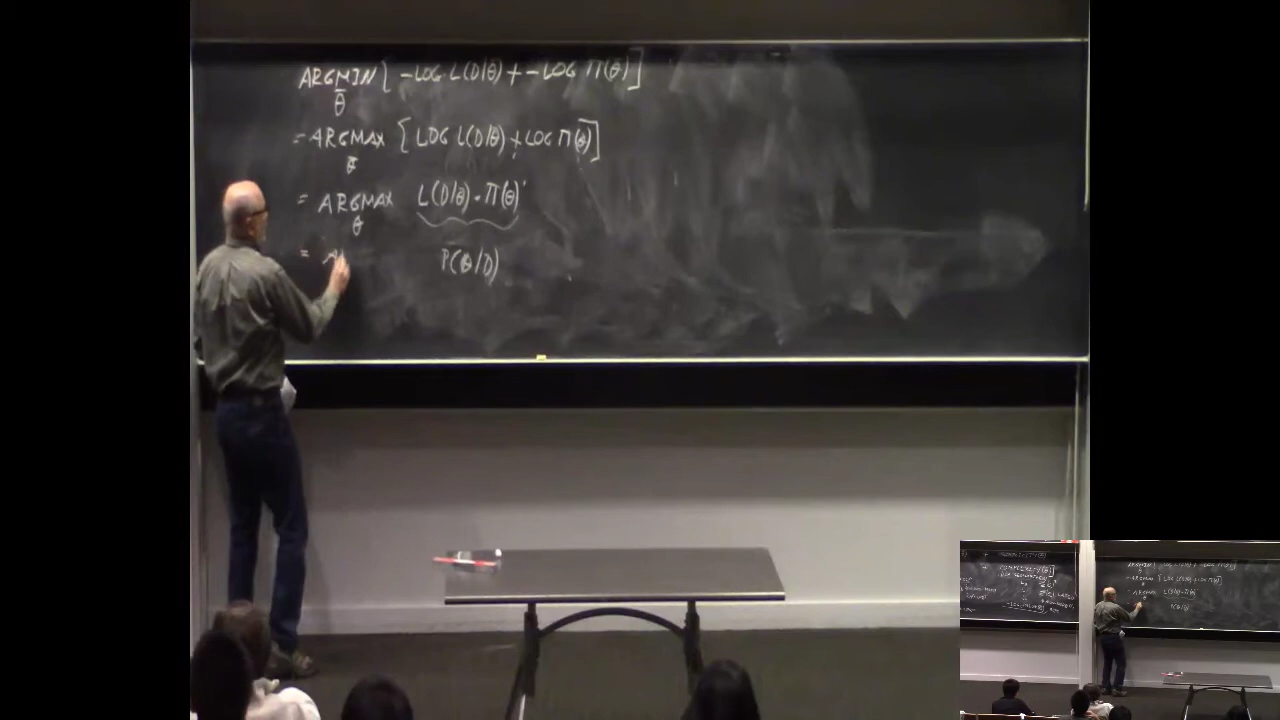 ARGMIN [ -LOG L(D|θ) + -LOG Π(θ) ]
θ
= ARGMAX [ LOG L(D|θ) + LOG Π(θ) ]
θ
= ARGMAX L(D|θ) · Π(θ)
θ
= A P(θ|D)